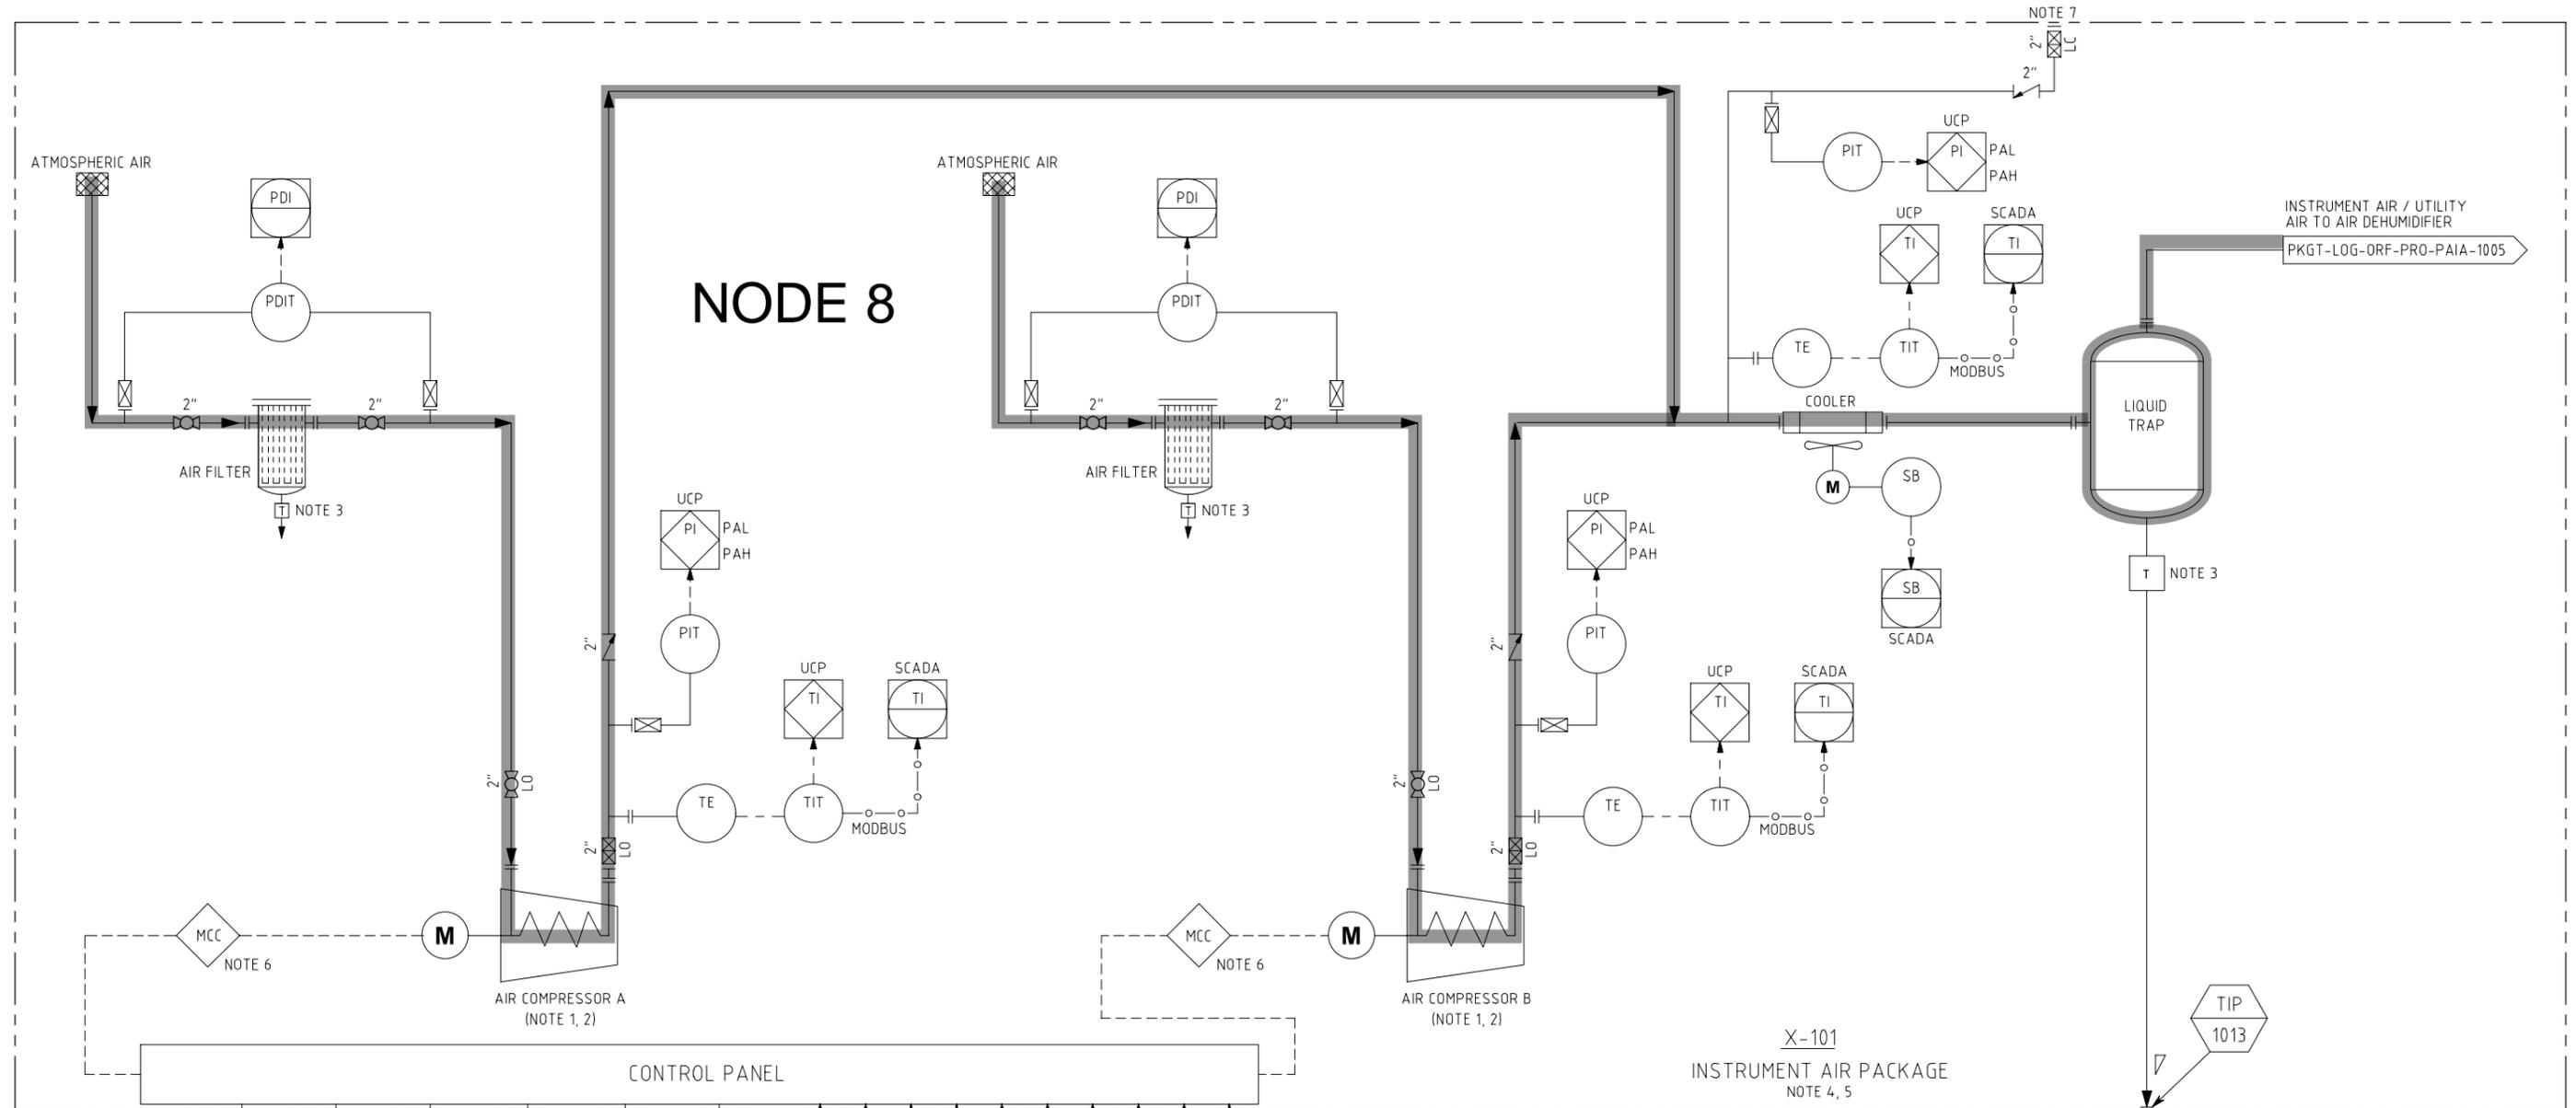 NOTE 7
2"
LC
2"
ATMOSPHERIC AIR
ATMOSPHERIC AIR
UCP
PIT
PI
PAL
PAH
PDI
PDI
INSTRUMENT AIR / UTILITY
AIR TO AIR DEHUMIDIFIER
PKGT-LOG-ORF-PRO-PAIA-1005
UCP
SCADA
TI
TI
NODE 8
PDIT
PDIT
TE
TIT
MODBUS
2"
2"
2"
2"
COOLER
LIQUID
TRAP
AIR FILTER
AIR FILTER
NOTE 3
T
NOTE 3
T
M
SB
SB
SCADA
T
NOTE 3
UCP
PI
PAL
PAH
UCP
PI
PAL
PAH
2"
PIT
2"
PIT
UCP
SCADA
TI
TI
UCP
SCADA
TI
TI
2"
LO
TE
TIT
MODBUS
2"
LO
TE
TIT
MODBUS
2"
LO
2"
LO
MCC
NOTE 6
M
MCC
NOTE 6
M
AIR COMPRESSOR A
(NOTE 1, 2)
AIR COMPRESSOR B
(NOTE 1, 2)
TIP
1013
X-101
INSTRUMENT AIR PACKAGE
NOTE 4, 5
CONTROL PANEL